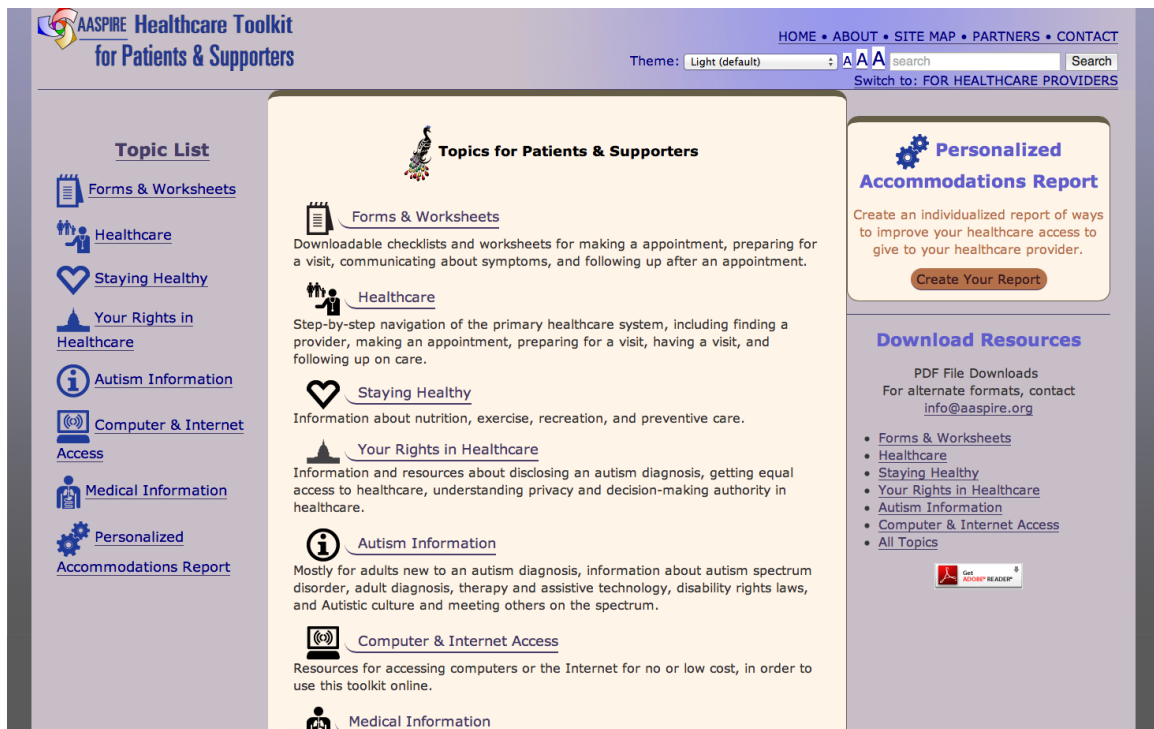 AASPIRE Healthcare Toolkit
for Patients & Supporters
HOME • ABOUT • SITE MAP • PARTNERS • CONTACT
Theme: Light (default) A A A search Search
Switch to: FOR HEALTHCARE PROVIDERS
Topic List
Forms & Worksheets
Healthcare
Staying Healthy
Your Rights in
Healthcare
Autism Information
Computer & Internet
Access
Medical Information
Personalized
Accommodations Report
Topics for Patients & Supporters
Forms & Worksheets
Downloadable checklists and worksheets for making a appointment, preparing for
a visit, communicating about symptoms, and following up after an appointment.
Healthcare
Step-by-step navigation of the primary healthcare system, including finding a
provider, making an appointment, preparing for a visit, having a visit, and
following up on care.
Staying Healthy
Information about nutrition, exercise, recreation, and preventive care.
Your Rights in Healthcare
Information and resources about disclosing an autism diagnosis, getting equal
access to healthcare, understanding privacy and decision-making authority in
healthcare.
Autism Information
Mostly for adults new to an autism diagnosis, information about autism spectrum
disorder, adult diagnosis, therapy and assistive technology, disability rights laws,
and Autistic culture and meeting others on the spectrum.
Computer & Internet Access
Resources for accessing computers or the Internet for no or low cost, in order to
use this toolkit online.
Medical Information
Personalized
Accommodations Report
Create an individualized report of ways
to improve your healthcare access to
give to your healthcare provider.
Create Your Report
Download Resources
PDF File Downloads
For alternate formats, contact
info@aaspire.org
• Forms & Worksheets
• Healthcare
• Staying Healthy
• Your Rights in Healthcare
• Autism Information
• Computer & Internet Access
• All Topics
Get
ADOBE® READER®